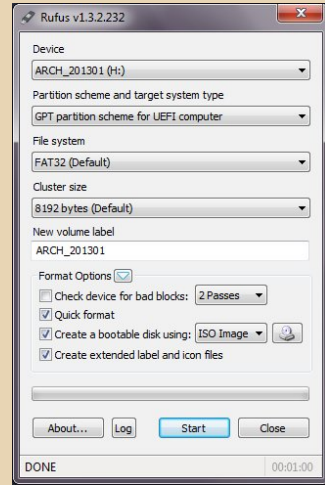 Rufus v1.3.2.232
Device
ARCH_201301 (H:)
Partition scheme and target system type
GPT partition scheme for UEFI computer
File system
FAT32 (Default)
Cluster size
8192 bytes (Default)
New volume label
ARCH_201301
Format Options
Check device for bad blocks: 2 Passes
Quick format
Create a bootable disk using: ISO Image
Create extended label and icon files
About... Log Start Close
DONE 00:01:00